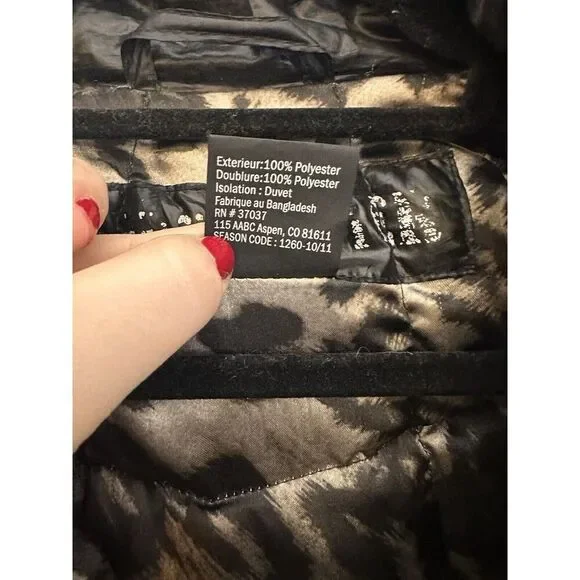 Exterieur:100% Polyester
Doublure:100% Polyester
Isolation : Duvet
Fabrique au Bangladesh
RN # 37037
115 AABC Aspen, CO 81611
SEASON CODE : 1260-10/11